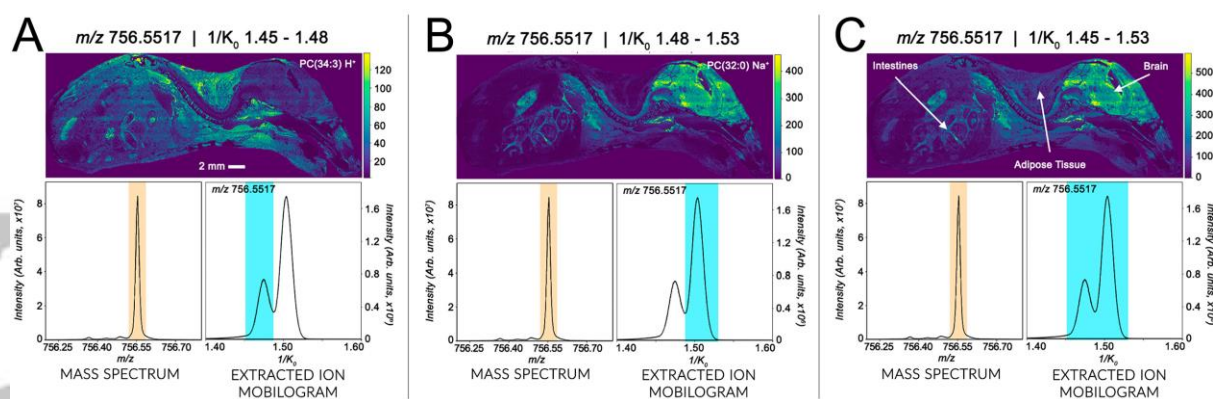 A
m/z 756.5517 | 1/K0 1.45 - 1.48
PC(34:3) H+
2 mm
120
100
80
60
40
20
0
m/z 756.5517
Intensity (Arb. units, x10⁷)
8
6
4
2
0
756.25 756.40 756.55 756.70
m/z
MASS SPECTRUM
1.6
1.2
0.8
0.4
0
Intensity (Arb. units, x10⁶)
1.40 1.50 1.60
1/K0
EXTRACTED ION
MOBILOGRAM
B
m/z 756.5517 | 1/K0 1.48 - 1.53
PC(32:0) Na+
400
300
200
100
0
m/z 756.5517
Intensity (Arb. units, x10⁷)
8
6
4
2
0
756.25 756.40 756.55 756.70
m/z
MASS SPECTRUM
1.6
1.2
0.8
0.4
0
Intensity (Arb. units, x10⁶)
1.40 1.50 1.60
1/K0
EXTRACTED ION
MOBILOGRAM
C
m/z 756.5517 | 1/K0 1.45 - 1.53
Intestines
Brain
Adipose Tissue
500
400
300
200
100
0
m/z 756.5517
Intensity (Arb. units, x10⁷)
8
6
4
2
0
756.25 756.40 756.55 756.70
m/z
MASS SPECTRUM
1.6
1.2
0.8
0.4
0
Intensity (Arb. units, x10⁶)
1.40 1.50 1.60
1/K0
EXTRACTED ION
MOBILOGRAM